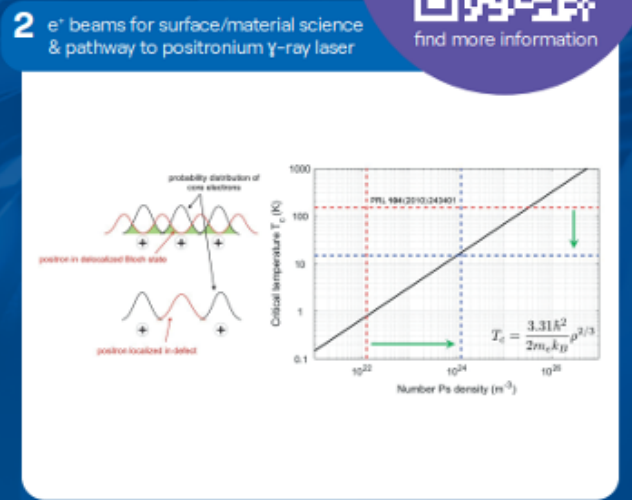 2
e⁺ beams for surface/material science
& pathway to positronium γ-ray laser
find more information
probability distribution of
core electrons
+ + +
positron in delocalized Bloch state
+ +
positron localized in defect
1000
100
10
1
0.1
Critical temperature T_c (K)
PRL 104 (2010) 243401
T_c = 3.31ħ² / 2mₑk_B ρ^2/3
10²² 10²⁴ 10²⁶
Number Ps density (m⁻³)